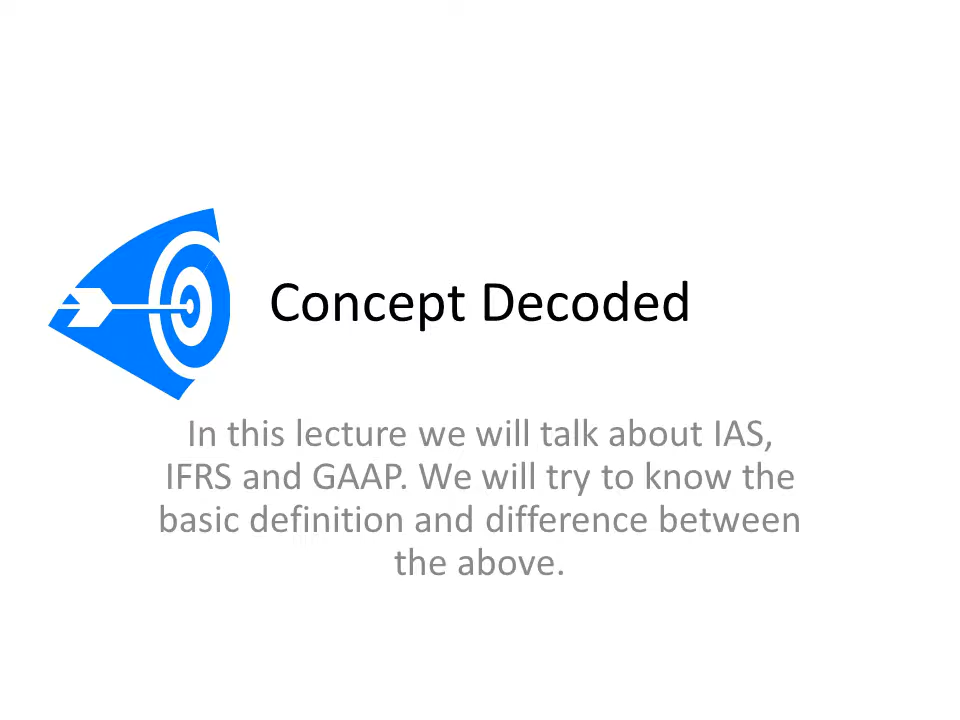 Concept Decoded
In this lecture we will talk about IAS,
IFRS and GAAP. We will try to know the
basic definition and difference between
the above.